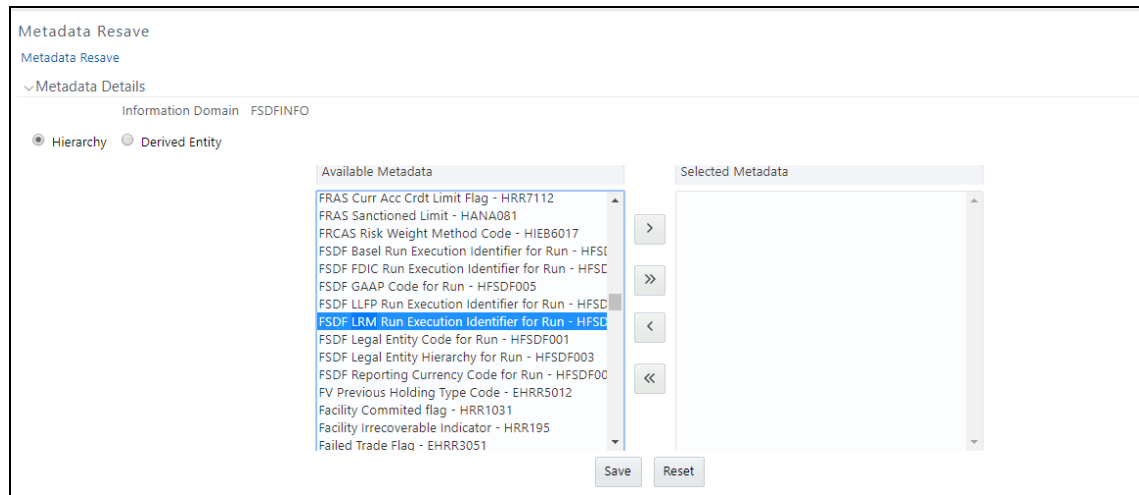 Metadata Resave
Metadata Resave
Metadata Details
Information Domain FSDFINFO
Hierarchy Derived Entity
Available Metadata
Selected Metadata
FRAS Curr Acc Crdt Limit Flag - HRR7112
FRAS Sanctioned Limit - HANA081
FRCAS Risk Weight Method Code - HIEB6017
FSDF Basel Run Execution Identifier for Run - HFSD
FSDF FDIC Run Execution Identifier for Run - HFSD
FSDF GAAP Code for Run - HFSDF005
FSDF LLFP Run Execution Identifier for Run - HFSD
FSDF LRM Run Execution Identifier for Run - HFSD
FSDF Legal Entity Code for Run - HFSDF001
FSDF Legal Entity Hierarchy for Run - HFSDF003
FSDF Reporting Currency Code for Run - HFSDF00
FV Previous Holding Type Code - EHRR5012
Facility Commited flag - HRR1031
Facility Irrecoverable Indicator - HRR195
Failed Trade Flag - EHRR3051
Save Reset